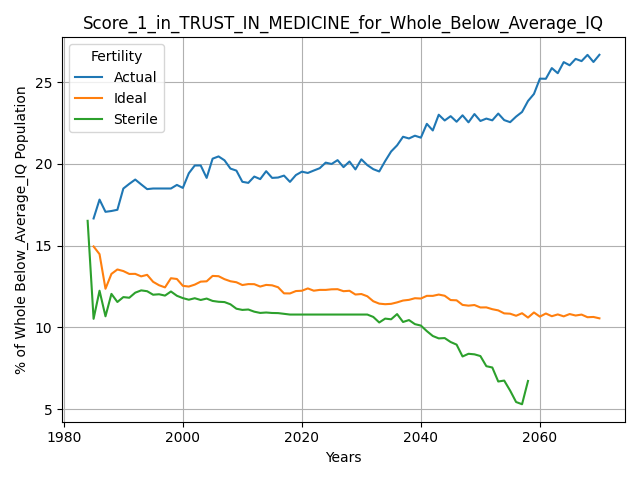 Score_1_in_TRUST_IN_MEDICINE_for_Whole_Below_Average_IQ
Fertility
Actual
Ideal
Sterile
% of Whole Below_Average_IQ Population
25
20
15
10
5
1980 2000 2020 2040 2060
Years